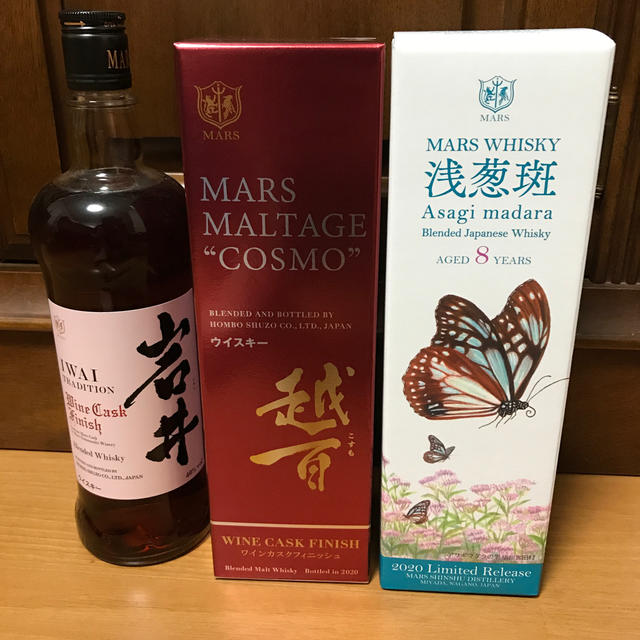 MARS
IWAI
TRADITION
Wine Cask
Finish
岩井
Blended Whisky
ウイスキー
MARS
MARS
MALTAGE
“COSMO”
BLENDED AND BOTTLED BY
HOMBO SHUZO CO., LTD., JAPAN
ウイスキー
越百
こすも
WINE CASK FINISH
ワインカスクフィニッシュ
Blended Malt Whisky Bottled in 2020
MARS
MARS WHISKY
浅葱斑
Asagi madara
Blended Japanese Whisky
AGED 8 YEARS
2020 Limited Release
MARS SHINSHU DISTILLERY
MIYADA, NAGANO, JAPAN